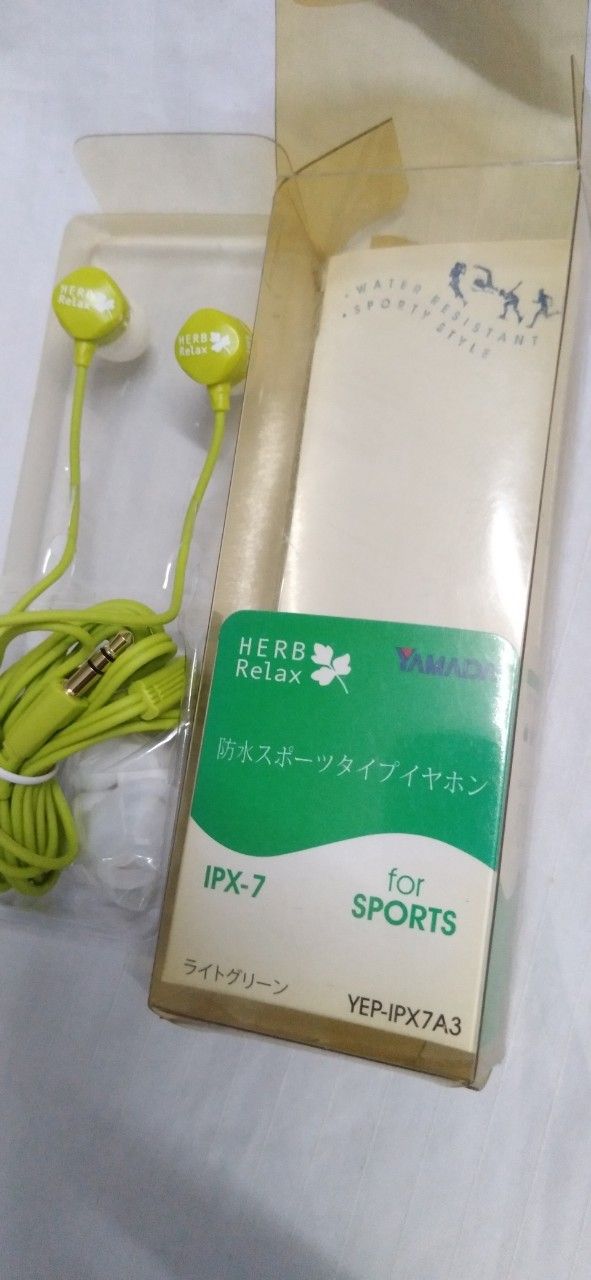 HERB
Relax
HERB
Relax
・WATER RESISTANT
・SPORTY STYLE
HERB
Relax
YAMADA
防水スポーツタイプイヤホン
IPX-7
for
SPORTS
ライトグリーン
YEP-IPX7A3